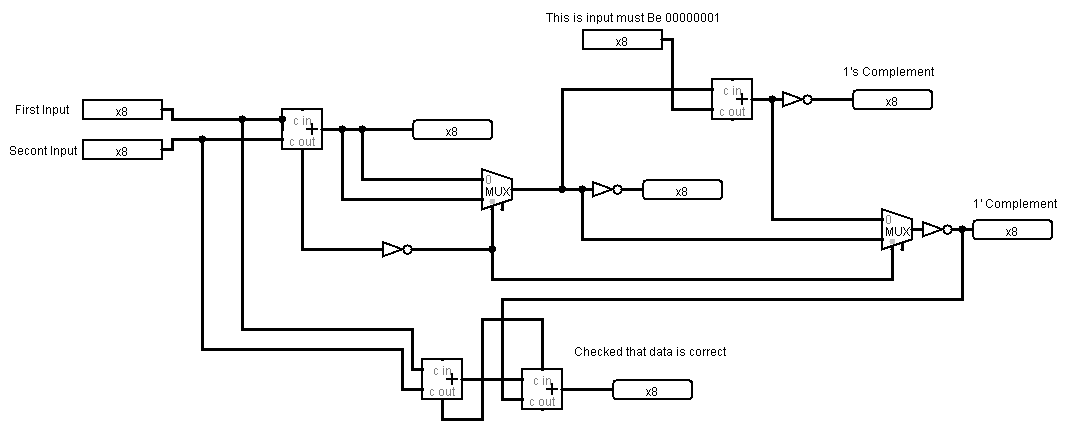 This is input must Be 00000001
x8
1's Complement
c in
+
c out
x8
First Input
x8
c in
+
c out
x8
Secont Input
x8
0
MUX
x8
1' Complement
0
MUX
x8
Checked that data is correct
c in
+
c out
c in
+
c out
x8